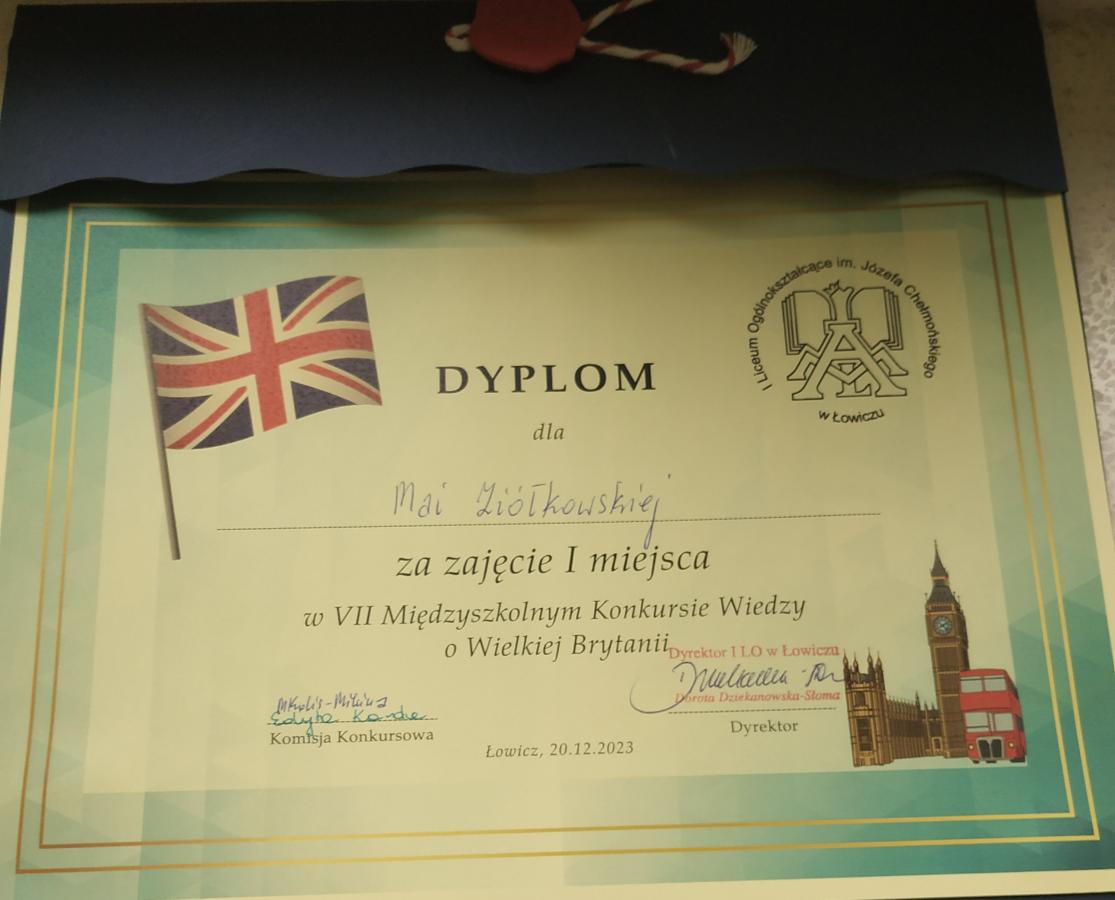 I Liceum Ogólnokształcące im. Józefa Chełmońskiego
w Łowiczu
DYPLOM
dla
Mai Ziółkowskiej
za zajęcie I miejsca
w VII Międzyszkolnym Konkursie Wiedzy
o Wielkiej Brytanii
Dyrektor I LO w Łowiczu
Dorota Dziekanowska-Słoma
Dyrektor
Edyta
Komisja Konkursowa
Łowicz, 20.12.2023